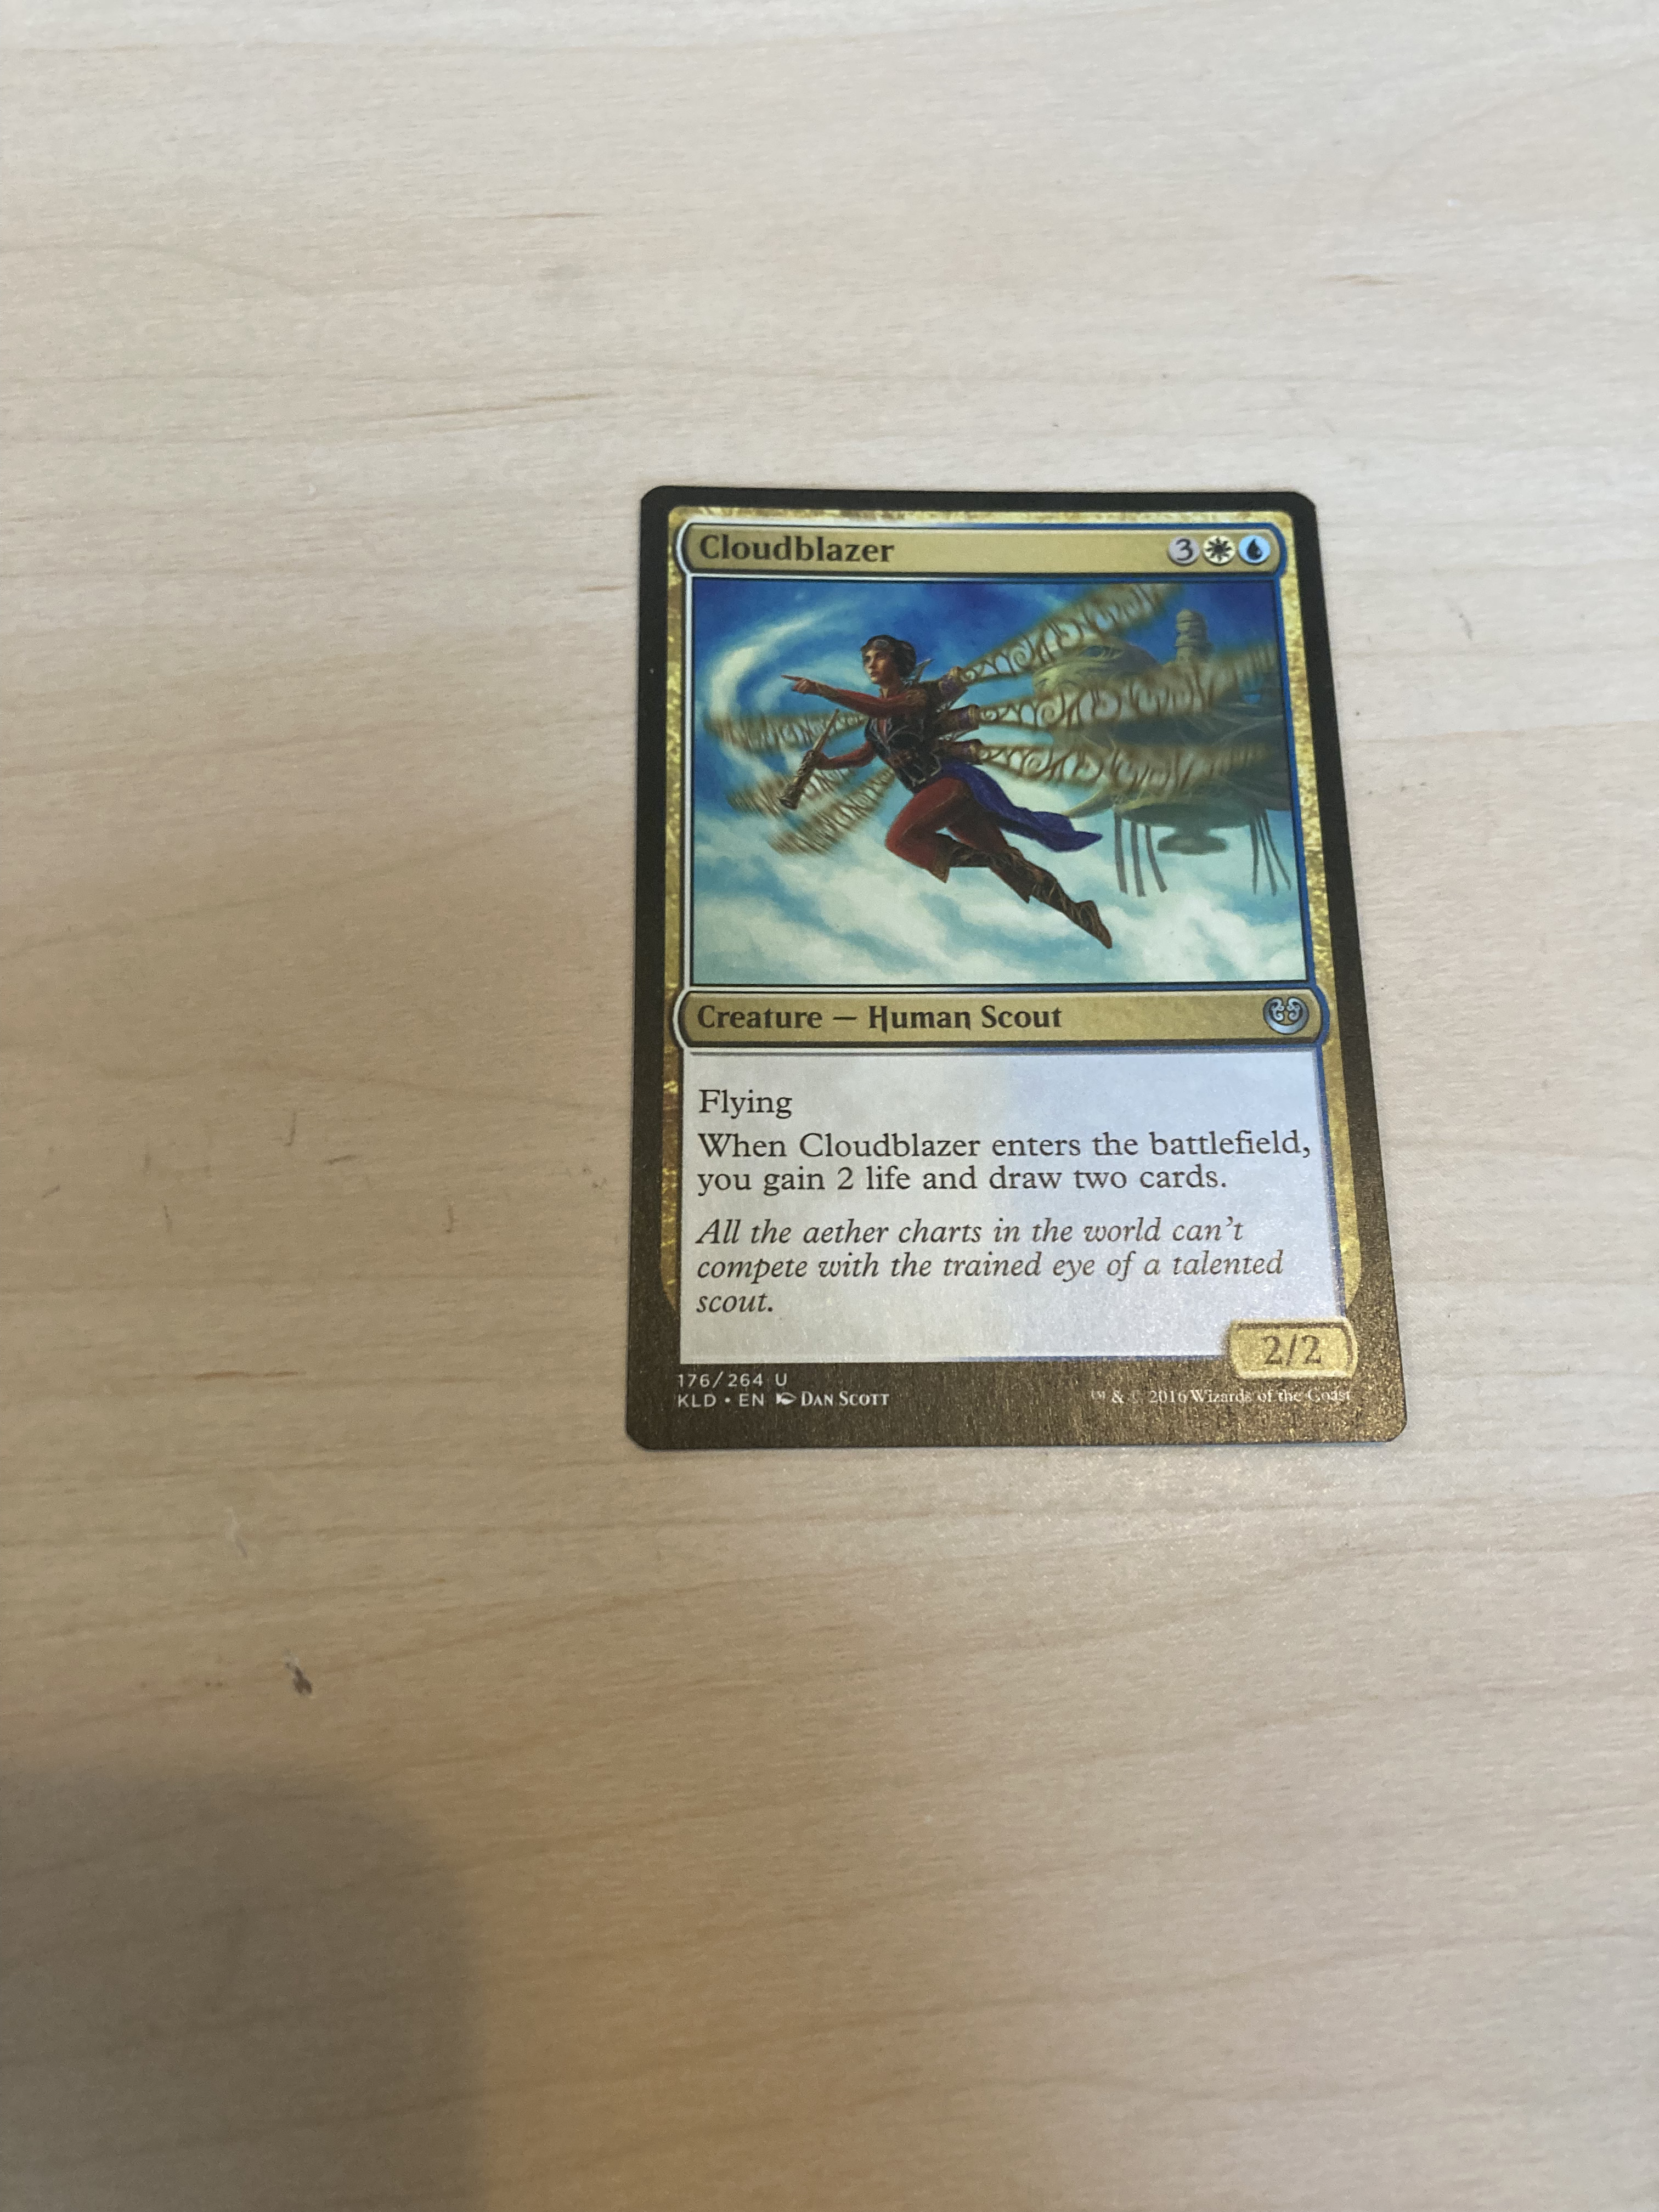 Cloudblazer 3
Creature — Human Scout
Flying
When Cloudblazer enters the battlefield,
you gain 2 life and draw two cards.
All the aether charts in the world can't
compete with the trained eye of a talented
scout.
2/2
176/264 U
KLD • EN Dan Scott
™ & © 2016 Wizards of the Coast